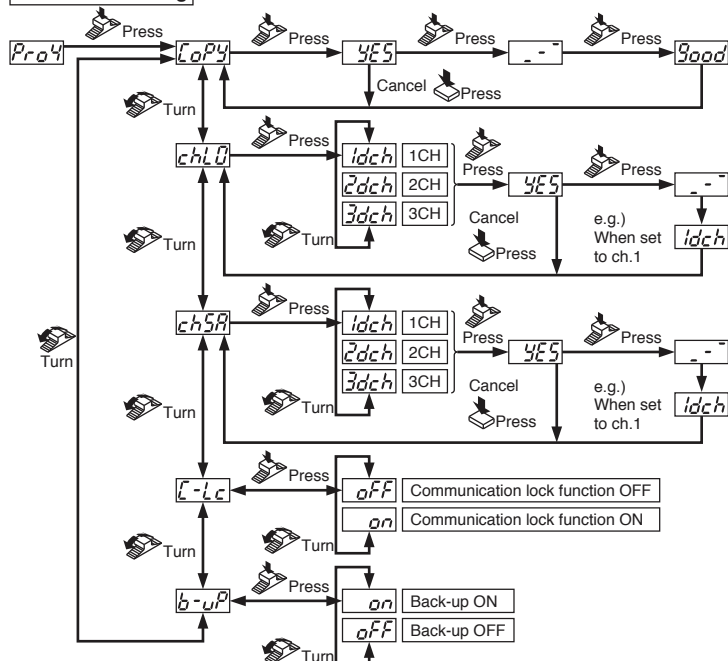 Press Press Press Press
Pro4 CoPY YES _-¯ Good
Cancel Press
Turn
Press
chLO 1dch 1CH Press Press
2dch 2CH YES _-¯
3dch 3CH Cancel e.g.)
Turn Turn Press When set 1dch
to ch.1
Press
chSA 1dch 1CH Press Press
2dch 2CH YES _-¯
Turn 3dch 3CH Cancel e.g.)
Turn Turn Press When set 1dch
to ch.1
Press
C-Lc oFF Communication lock function OFF
on Communication lock function ON
Turn Turn
Press
b-uP on Back-up ON
oFF Back-up OFF
Turn